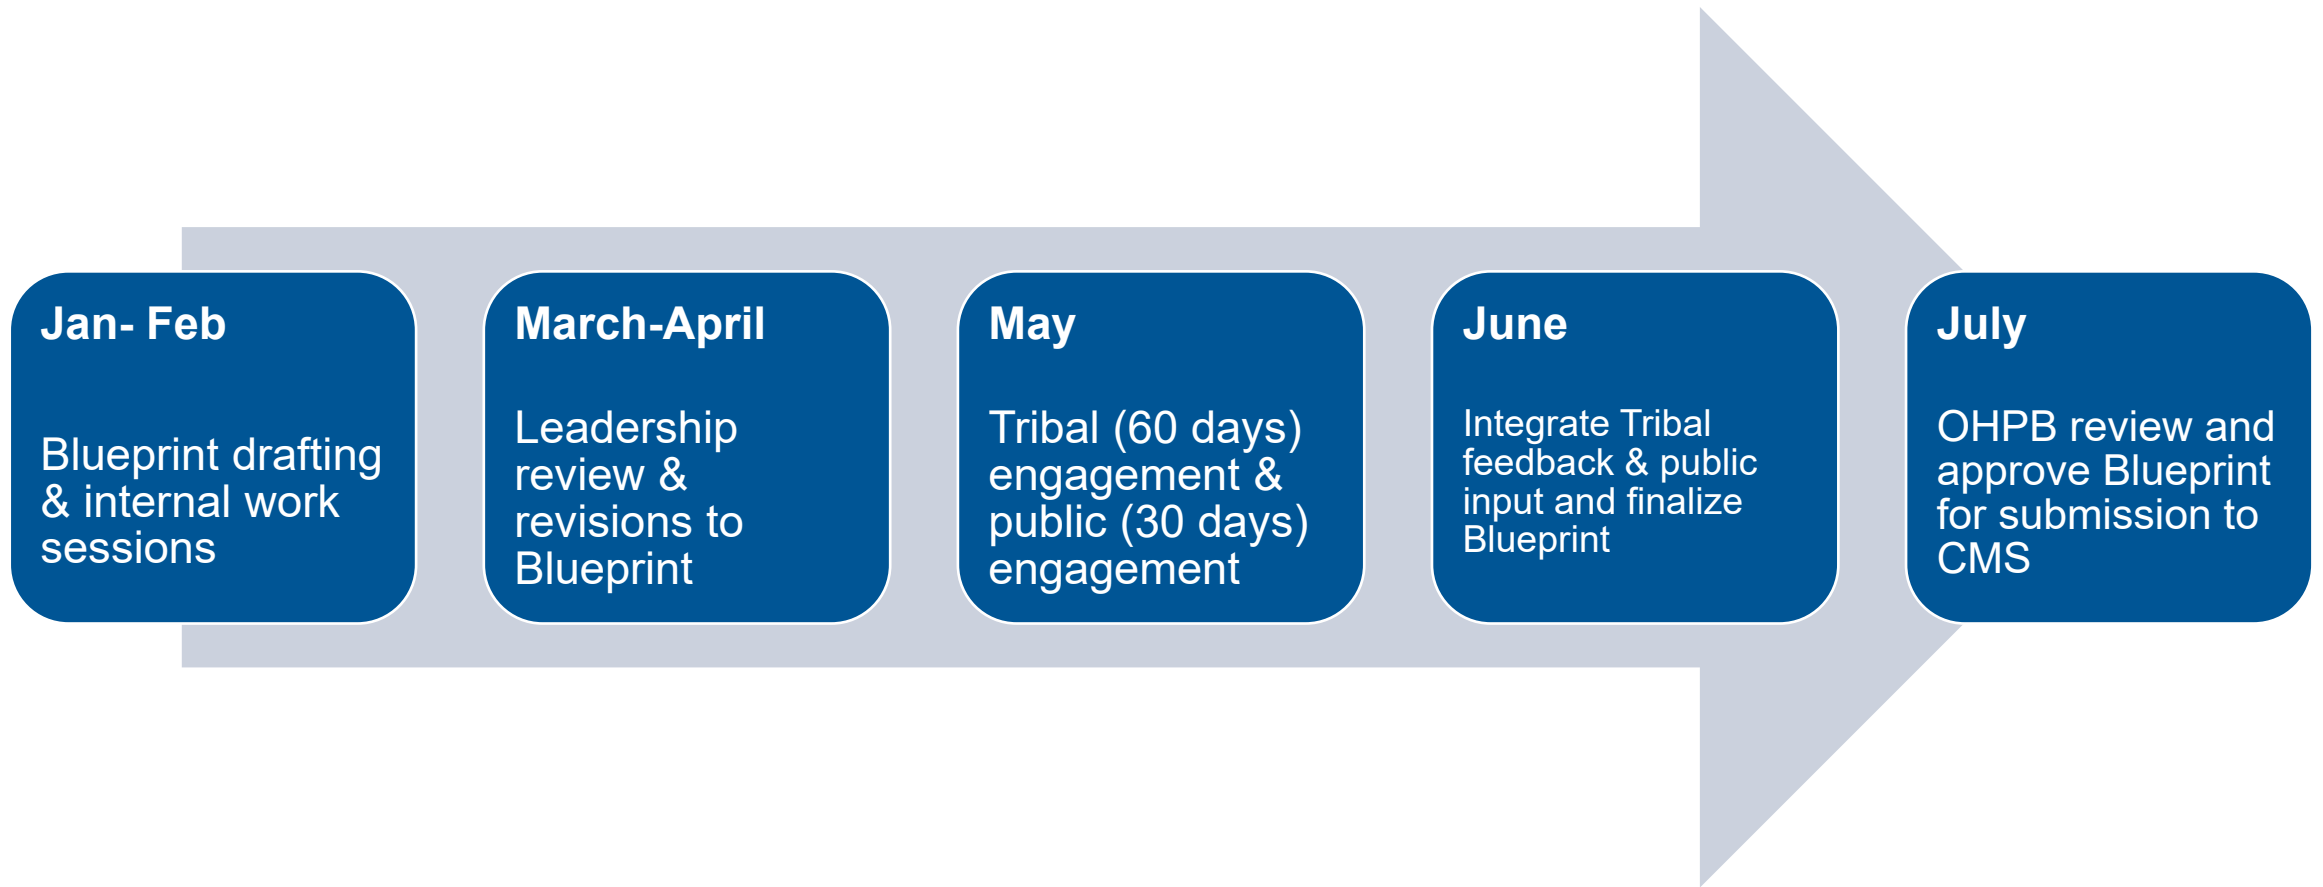 Jan- Feb
Blueprint drafting
& internal work
sessions
March-April
Leadership
review &
revisions to
Blueprint
May
Tribal (60 days)
engagement &
public (30 days)
engagement
June
Integrate Tribal
feedback & public
input and finalize
Blueprint
July
OHPB review and
approve Blueprint
for submission to
CMS